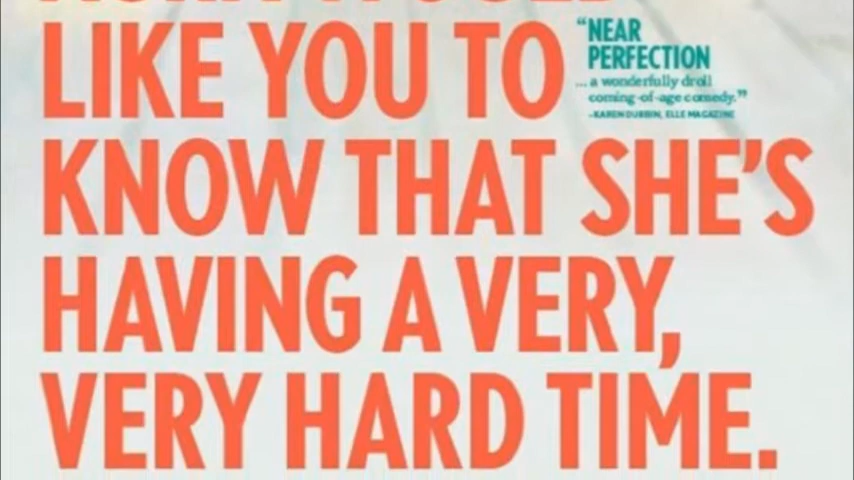 WOULD
LIKE YOU TO
"NEAR
PERFECTION
... a wonderfully droll
coming-of-age comedy."
-KAREN DURBIN, ELLE MAGAZINE
KNOW THAT SHE'S
HAVING A VERY,
VERY HARD TIME.